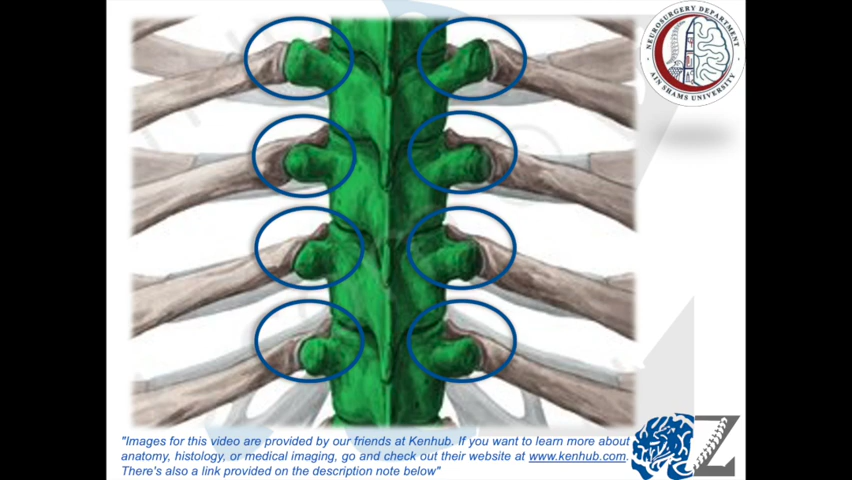 NEUROSURGERY DEPARTMENT
AIN SHAMS UNIVERSITY
"Images for this video are provided by our friends at Kenhub. If you want to learn more about
anatomy, histology, or medical imaging, go and check out their website at www.kenhub.com.
There's also a link provided on the description note below"
Z